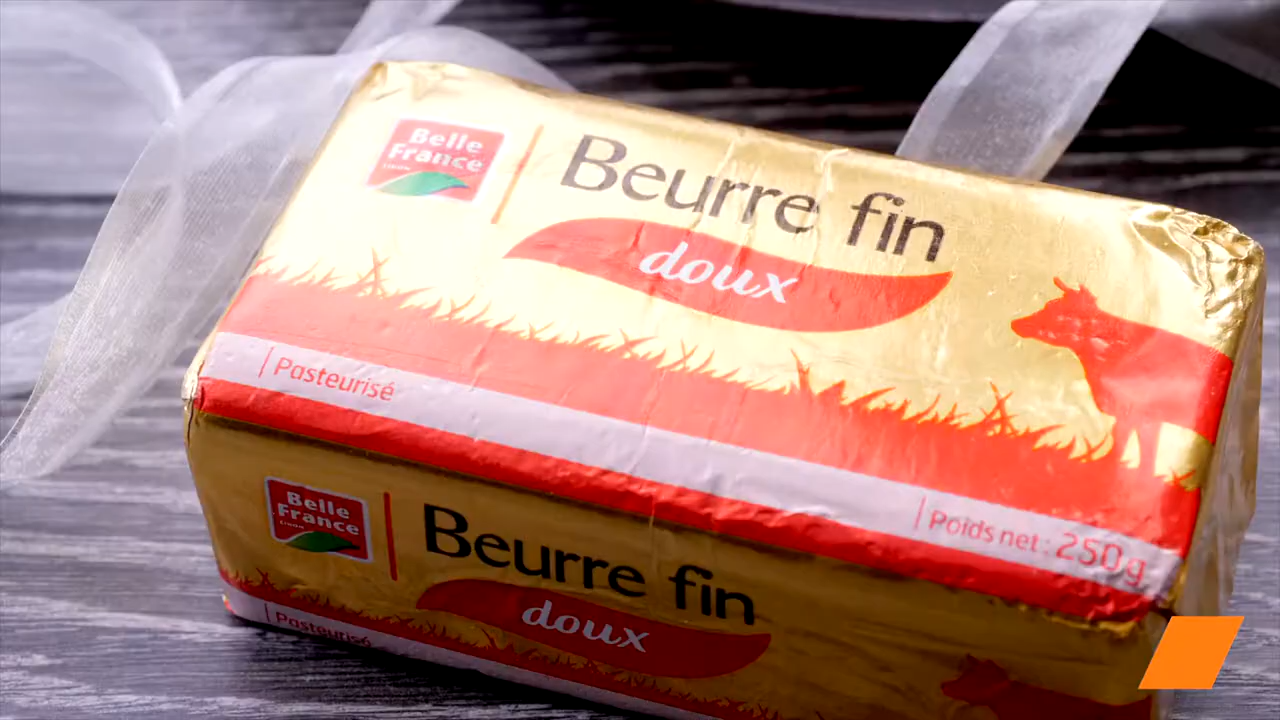 Belle
France
Beurre fin
doux
Pasteurisé
Poids net : 250g
Belle
France
Beurre fin
doux
Pasteurisé